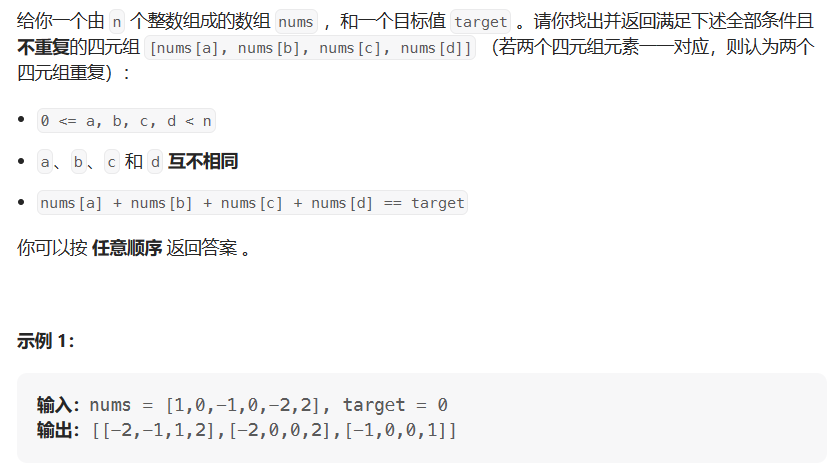 给你一个由 n 个整数组成的数组 nums ，和一个目标值 target 。请你找出并返回满足下述全部条件且
不重复的四元组 [nums[a], nums[b], nums[c], nums[d]] （若两个四元组元素一一对应，则认为两个
四元组重复）：
• 0 <= a, b, c, d < n
• a、b、c 和 d 互不相同
• nums[a] + nums[b] + nums[c] + nums[d] == target
你可以按 任意顺序 返回答案 。
示例 1：
输入：nums = [1,0,-1,0,-2,2], target = 0
输出：[[-2,-1,1,2],[-2,0,0,2],[-1,0,0,1]]